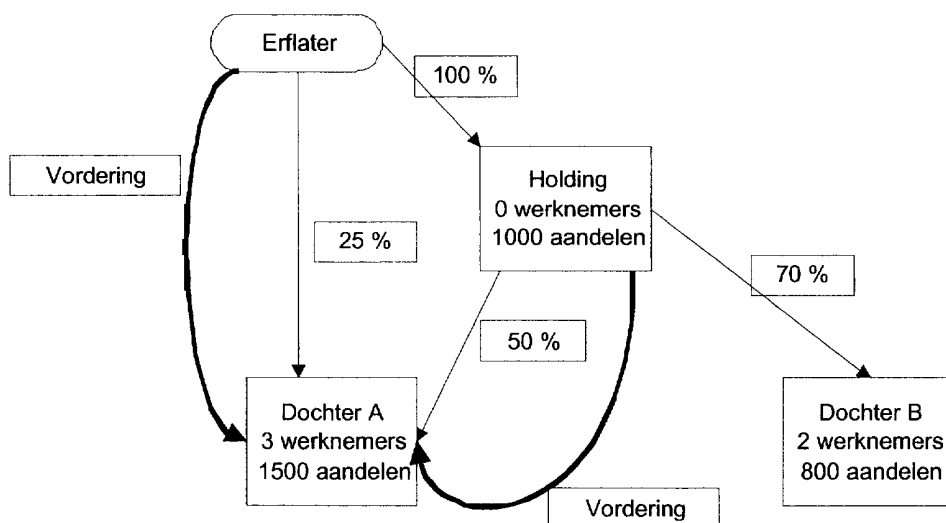 Erflater
100 %
Vordering
Holding
0 werknemers
1000 aandelen
25 %
70 %
50 %
Dochter A
3 werknemers
1500 aandelen
Dochter B
2 werknemers
800 aandelen
Vordering